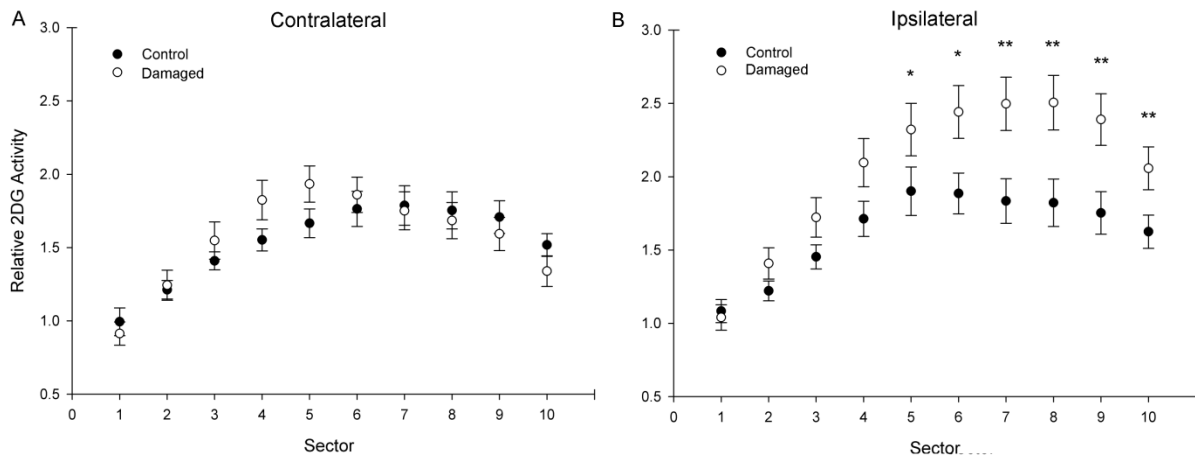 A
Contralateral
3.0
Control
Damaged
2.5
2.0
1.5
1.0
0.5
Relative 2DG Activity
0 1 2 3 4 5 6 7 8 9 10
Sector
B
Ipsilateral
3.0
Control
Damaged
* * ** ** ** **
2.5
2.0
1.5
1.0
0.5
0 1 2 3 4 5 6 7 8 9 10
Sector